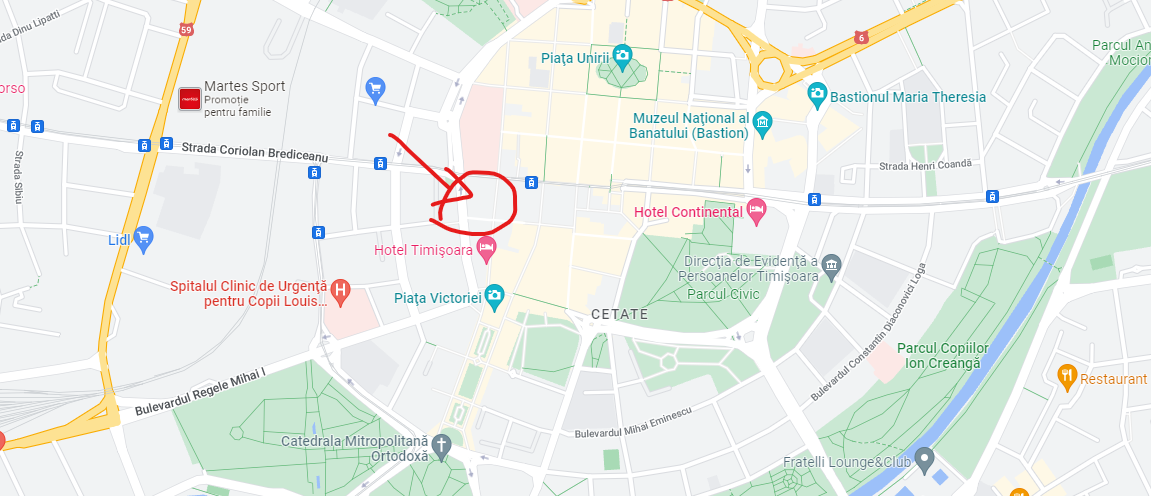 da Dinu Lipatti
59
6
Piața Unirii
Parcul An
Mocion
Martes Sport
Promoție
pentru familie
martes
orso
Bastionul Maria Theresia
Muzeul Național al
Banatului (Bastion)
Strada Coriolan Brediceanu
Strada Sibiu
Strada Henri Coandă
Hotel Continental
Lidl
Hotel Timișoara
Direcția de Evidență a
Persoanelor Timișoara
Spitalul Clinic de Urgență
pentru Copii Louis...
H
Piața Victoriei
Parcul Civic
CETATE
Bulevardul Constantin Diaconovici Loga
Parcul Copiilor
Ion Creangă
Bulevardul Regele Mihai I
Restaurant
Bulevardul Mihai Eminescu
Catedrala Mitropolitană
Ortodoxă
Fratelli Lounge&Club